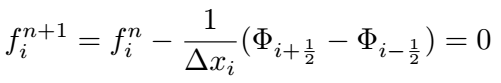 f_i^{n+1} = f_i^n - \frac{1}{\Delta x_i}(\Phi_{i+\frac{1}{2}} - \Phi_{i-\frac{1}{2}}) = 0